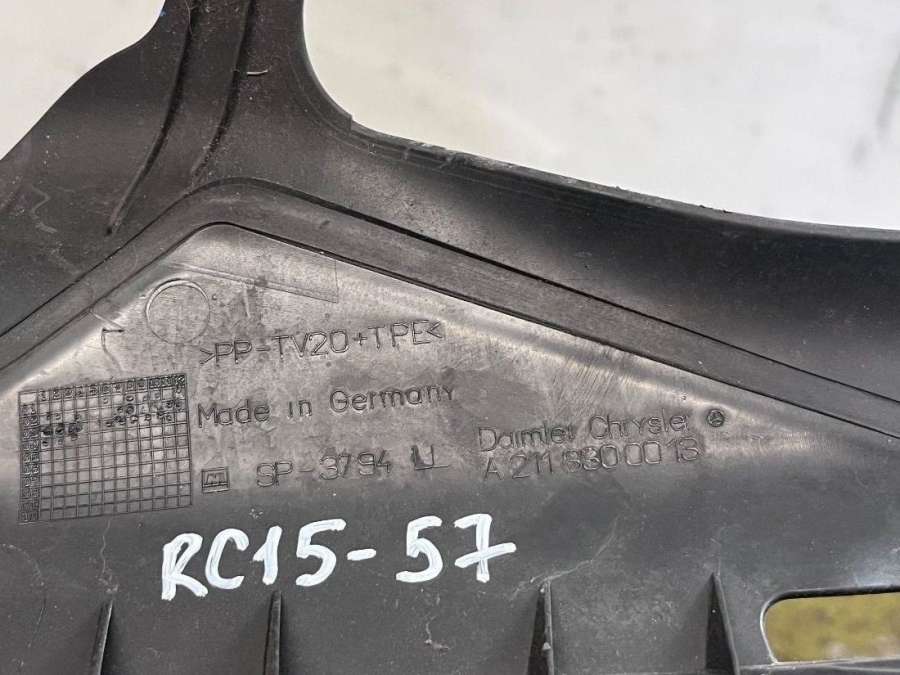 >PP-TV20+TPE<
Made in Germany
SP-3794
Daimler Chrysler
A 211 830 00 13
RC15-57